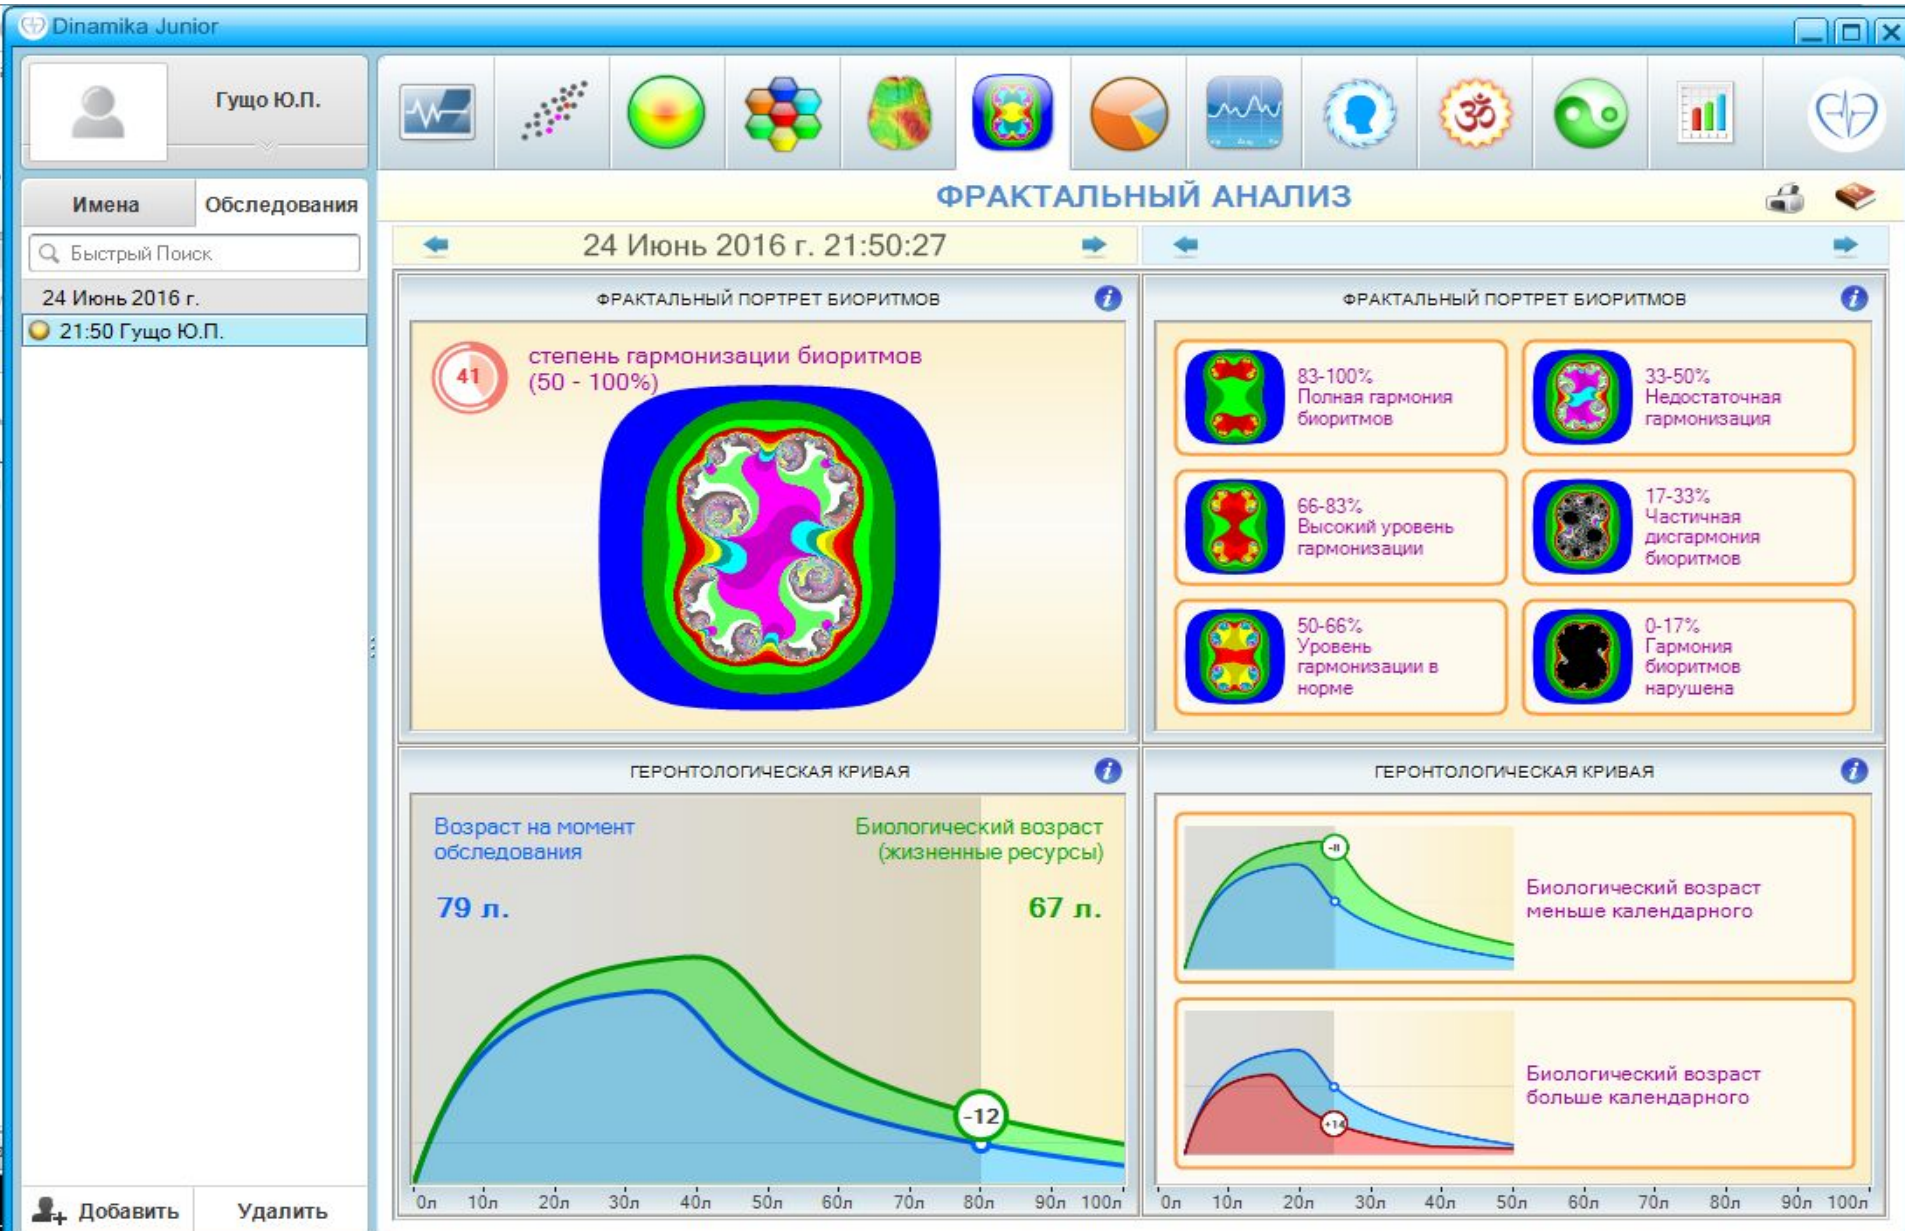 Dinamika Junior
Гущо Ю.П.
Имена
Обследования
Быстрый Поиск
24 Июнь 2016 г.
21:50 Гущо Ю.П.
Добавить
Удалить
ФРАКТАЛЬНЫЙ АНАЛИЗ
24 Июнь 2016 г. 21:50:27
ФРАКТАЛЬНЫЙ ПОРТРЕТ БИОРИТМОВ
41
степень гармонизации биоритмов
(50 - 100%)
ФРАКТАЛЬНЫЙ ПОРТРЕТ БИОРИТМОВ
83-100%
Полная гармония
биоритмов
33-50%
Недостаточная
гармонизация
66-83%
Высокий уровень
гармонизации
17-33%
Частичная
дисгармония
биоритмов
50-66%
Уровень
гармонизации в
норме
0-17%
Гармония
биоритмов
нарушена
ГЕРОНТОЛОГИЧЕСКАЯ КРИВАЯ
Возраст на момент
обследования
79 л.
Биологический возраст
(жизненные ресурсы)
67 л.
-12
0л 10л 20л 30л 40л 50л 60л 70л 80л 90л 100л
ГЕРОНТОЛОГИЧЕСКАЯ КРИВАЯ
Биологический возраст
меньше календарного
+14
Биологический возраст
больше календарного
0л 10л 20л 30л 40л 50л 60л 70л 80л 90л 100л